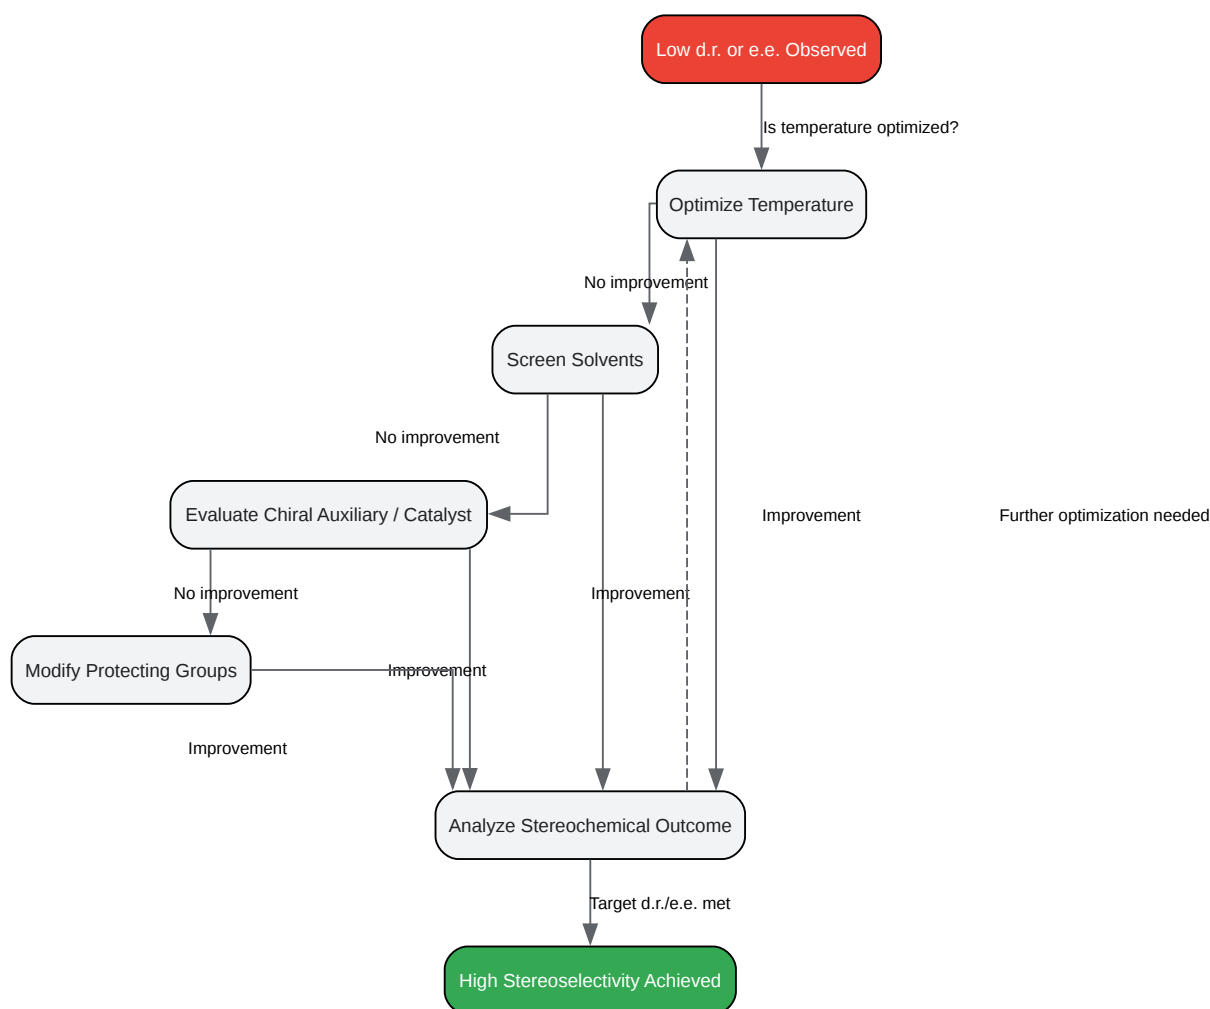 Low d.r. or e.e. Observed
Is temperature optimized?
Optimize Temperature
No improvement
Screen Solvents
No improvement
Evaluate Chiral Auxiliary / Catalyst
Improvement
Further optimization needed
No improvement
Improvement
Modify Protecting Groups
Improvement
Improvement
Analyze Stereochemical Outcome
Target d.r./e.e. met
High Stereoselectivity Achieved